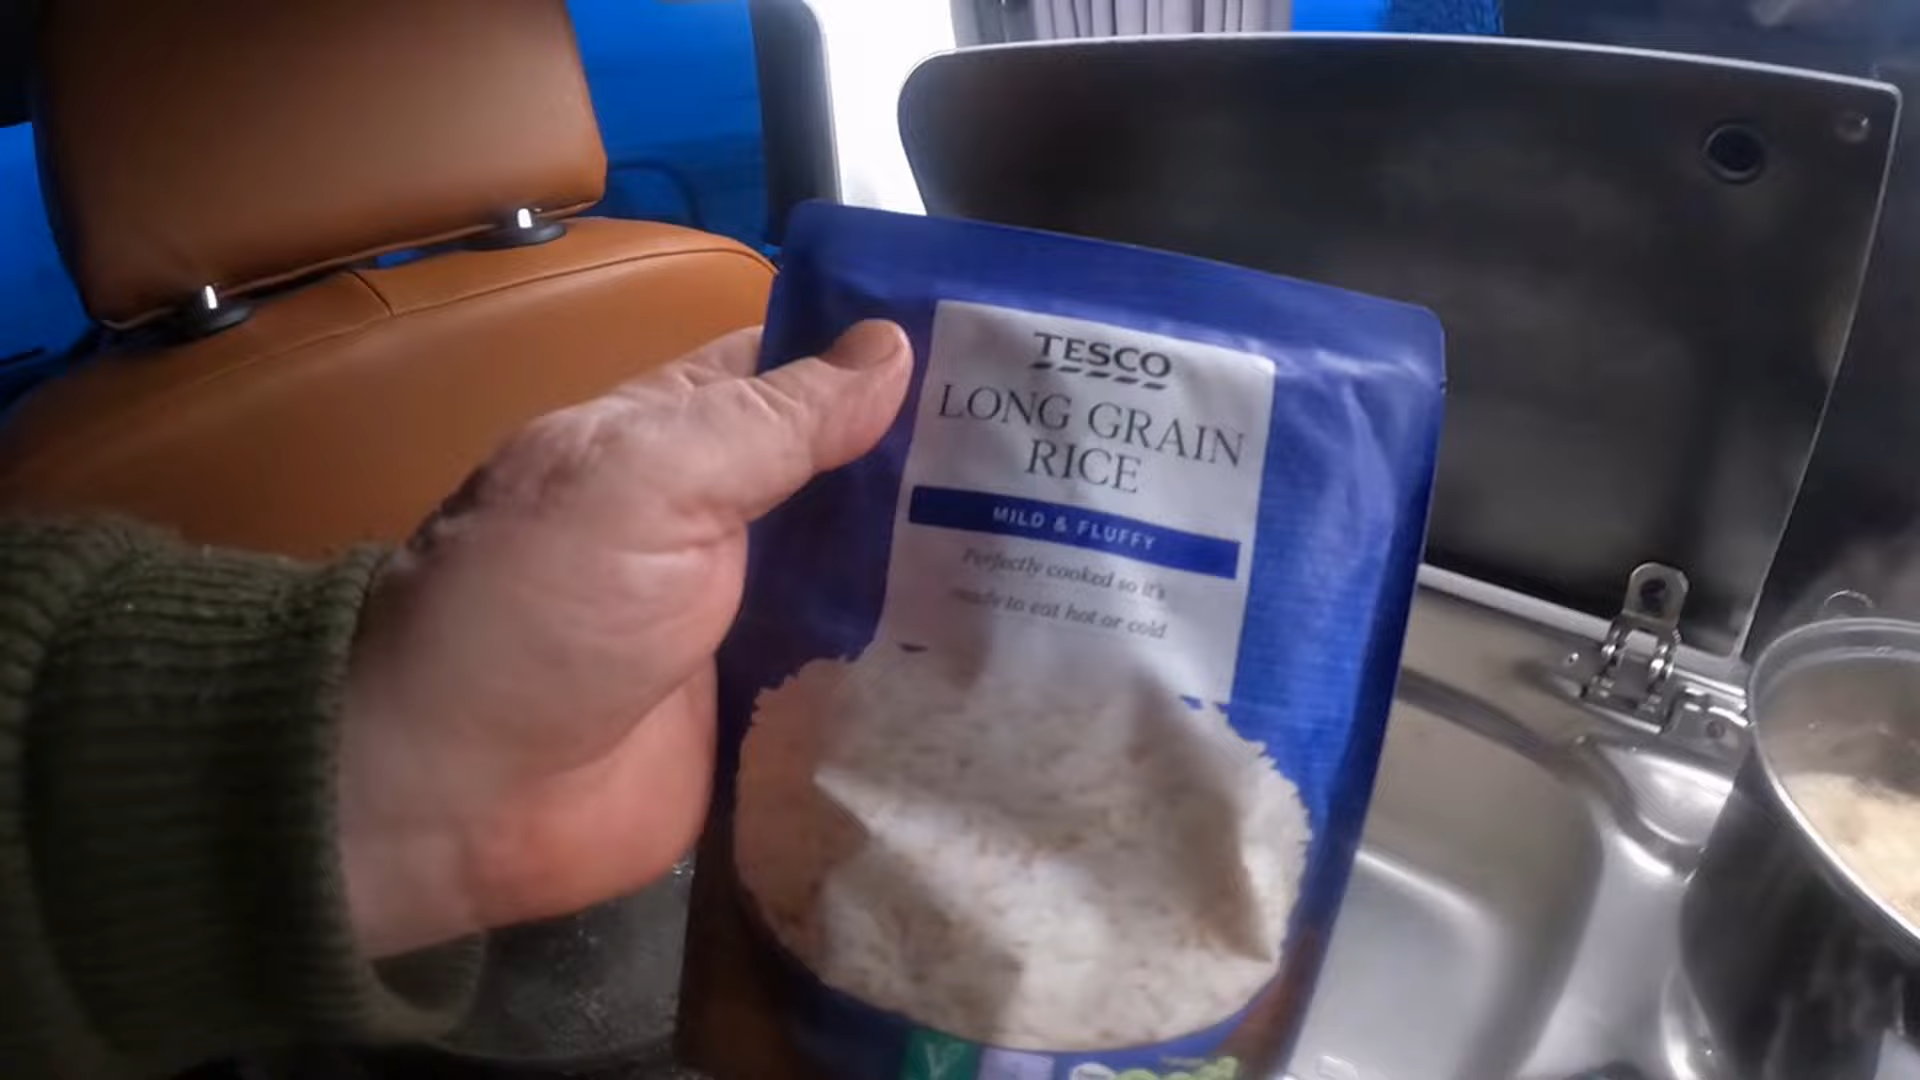 TESCO
LONG GRAIN
RICE
MILD & FLUFFY
Perfectly cooked so it's
ready to eat hot or cold
V